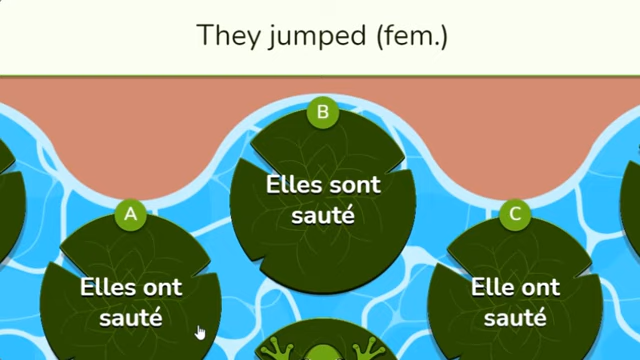 They jumped (fem.)
B
Elles sont
sauté
A
Elles ont
sauté
C
Elle ont
sauté